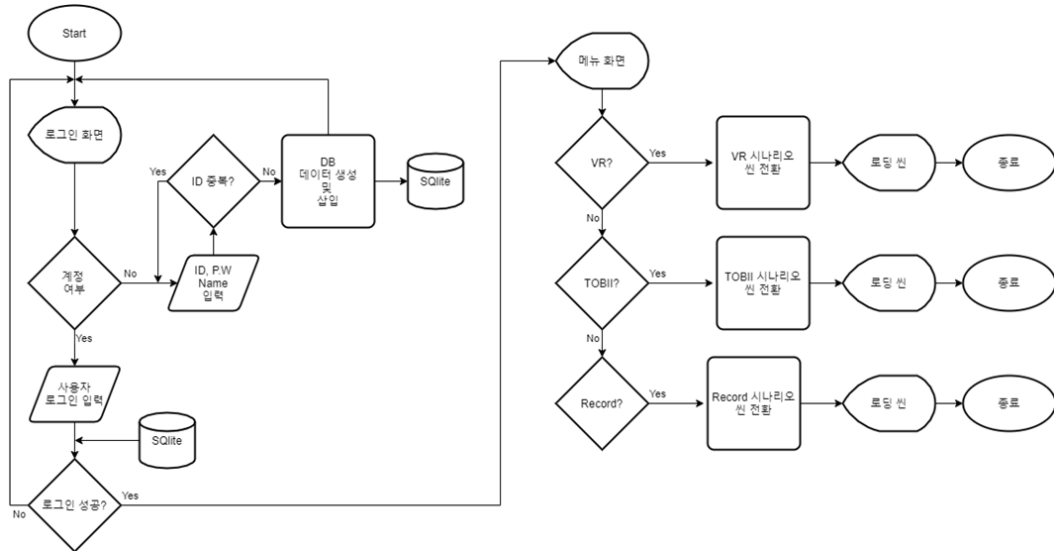 Start
로그인 화면
계정
여부
No
ID, P.W
Name
입력
Yes
ID 중복?
No
DB
데이터 생성
및
삽입
SQlite
Yes
사용자
로그인 입력
SQlite
로그인 성공?
No
Yes
메뉴 화면
VR?
Yes
VR 시나리오
씬 전환
로딩 씬
종료
No
TOBII?
Yes
TOBII 시나리오
씬 전환
로딩 씬
종료
No
Record?
Yes
Record 시나리오
씬 전환
로딩 씬
종료